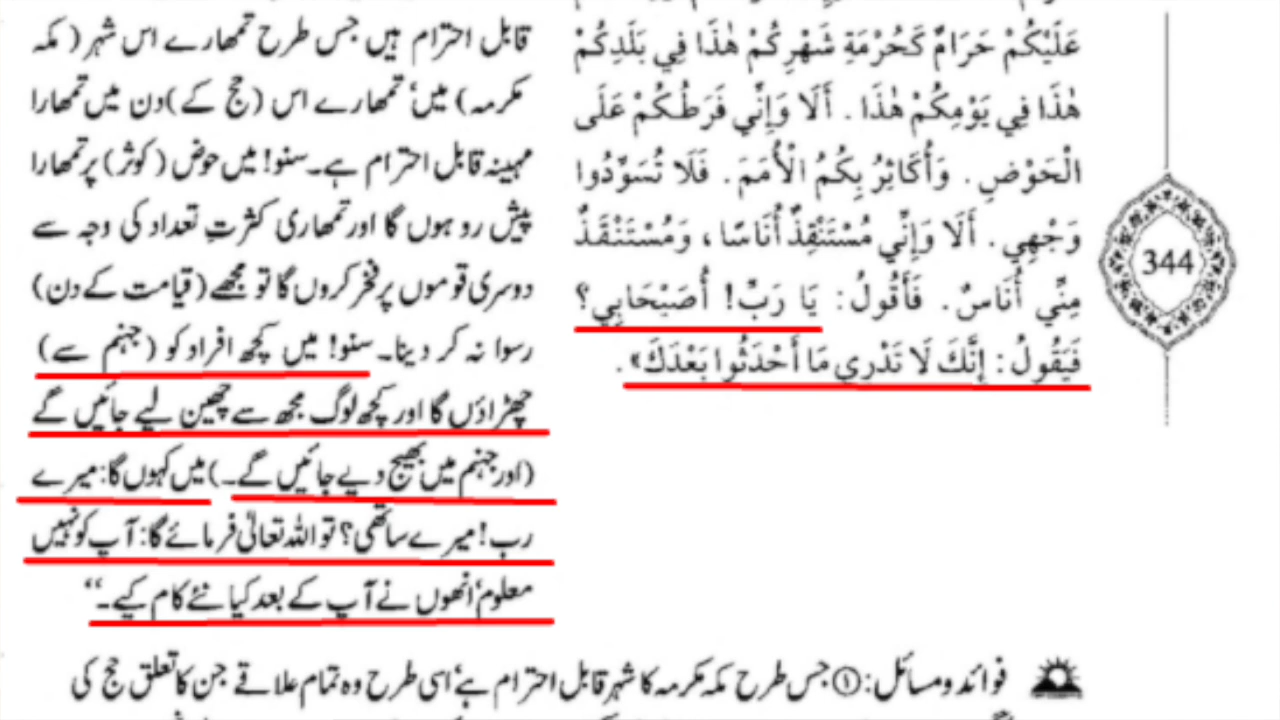 عَلَيْكُمْ حَرَامٌ كَحُرْمَةِ شَهْرِكُمْ هٰذَا فِي بَلَدِكُمْ
هٰذَا فِي يَوْمِكُمْ هٰذَا . أَلَا وَإِنِّي فَرَطُكُمْ عَلَى
الْحَوْضِ . وَأُكَاثِرُ بِكُمُ الْأُمَمَ . فَلَا تُسَوِّدُوا
وَجْهِي . أَلَا وَإِنِّي مُسْتَنْقِذٌ أُنَاسًا ، وَمُسْتَنْقَذٌ
مِنِّي أُنَاسٌ . فَأَقُولُ : يَا رَبِّ ! أُصَيْحَابِي ؟
فَيَقُولُ : إِنَّكَ لَا تَدْرِي مَا أَحْدَثُوا بَعْدَكَ» .
قابل احترام ہیں جس طرح تمھارے اس شہر ( مکہ
مکرمہ ) میں، تمھارے اس (حج کے) دن میں تمھارا
مہینہ قابل احترام ہے۔ سنو! میں حوض (کوثر) پر تمھارا
پیش رو ہوں گا اور تمھاری کثرتِ تعداد کی وجہ سے
دوسری قوموں پر فخر کروں گا تو مجھے (قیامت کے دن)
رسوا نہ کر دینا۔ سنو! میں کچھ افراد کو (جہنم سے)
چھڑاؤں گا اور کچھ لوگ مجھ سے چھین لیے جائیں گے
(اور جہنم میں بھیج دیے جائیں گے۔) میں کہوں گا: میرے
رب! میرے ساتھی؟ تو اللہ تعالیٰ فرمائے گا: آپ کو نہیں
معلوم، انھوں نے آپ کے بعد کیا نئے کام کیے۔‘‘
344
فوائد و مسائل: ① جس طرح مکہ مکرمہ کا شہر قابل احترام ہے، اسی طرح وہ تمام علاقے جن کا تعلق حج کی